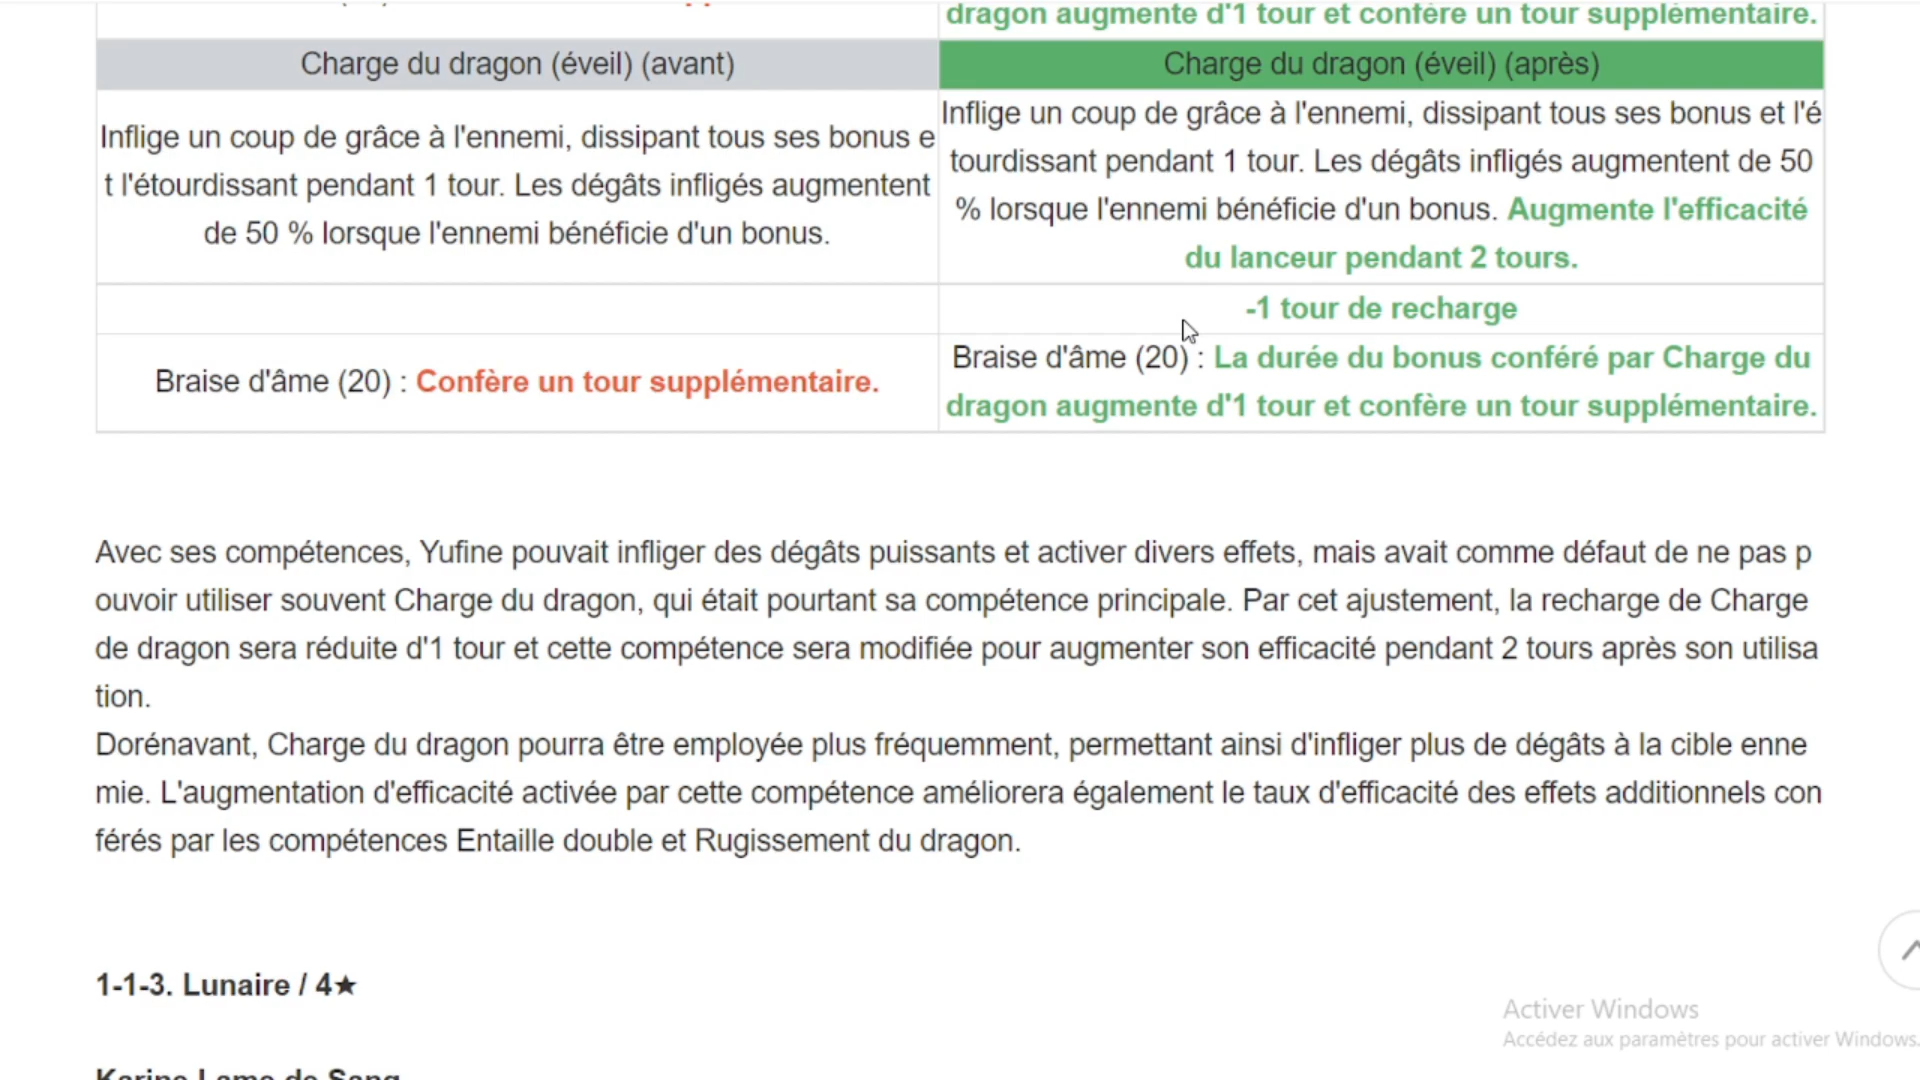 dragon augmente d'1 tour et confère un tour supplémentaire.
Charge du dragon (éveil) (avant)
Charge du dragon (éveil) (après)
Inflige un coup de grâce à l'ennemi, dissipant tous ses bonus e
t l'étourdissant pendant 1 tour. Les dégâts infligés augmentent
de 50 % lorsque l'ennemi bénéficie d'un bonus.
Inflige un coup de grâce à l'ennemi, dissipant tous ses bonus et l'é
tourdissant pendant 1 tour. Les dégâts infligés augmentent de 50
% lorsque l'ennemi bénéficie d'un bonus. Augmente l'efficacité
du lanceur pendant 2 tours.
-1 tour de recharge
Braise d'âme (20) : Confère un tour supplémentaire.
Braise d'âme (20) : La durée du bonus conféré par Charge du
dragon augmente d'1 tour et confère un tour supplémentaire.
Avec ses compétences, Yufine pouvait infliger des dégâts puissants et activer divers effets, mais avait comme défaut de ne pas p
ouvoir utiliser souvent Charge du dragon, qui était pourtant sa compétence principale. Par cet ajustement, la recharge de Charge
de dragon sera réduite d'1 tour et cette compétence sera modifiée pour augmenter son efficacité pendant 2 tours après son utilisa
tion.
Dorénavant, Charge du dragon pourra être employée plus fréquemment, permettant ainsi d'infliger plus de dégâts à la cible enne
mie. L'augmentation d'efficacité activée par cette compétence améliorera également le taux d'efficacité des effets additionnels con
férés par les compétences Entaille double et Rugissement du dragon.
1-1-3. Lunaire / 4★
Activer Windows
Accédez aux paramètres pour activer Windows.
Karine Lame de Sang